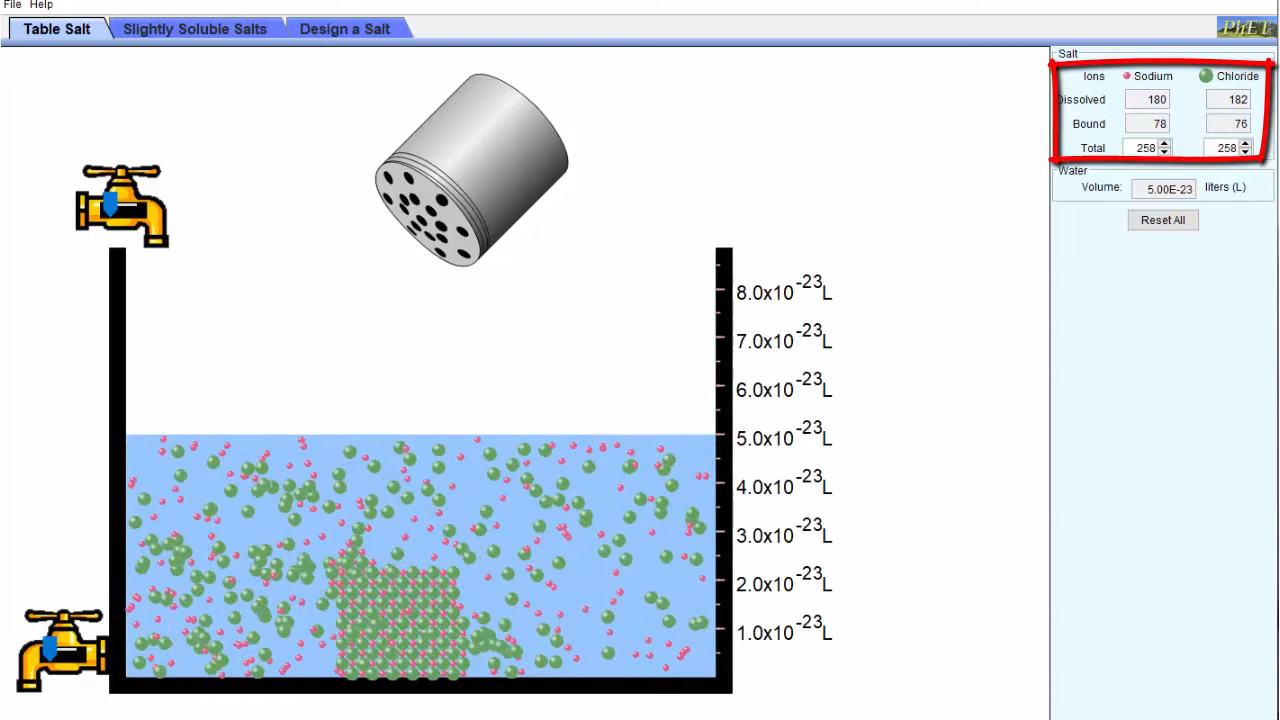 File Help
Table Salt Slightly Soluble Salts Design a Salt PhET
Salt
Ions Sodium Chloride
Dissolved 180 182
Bound 78 76
Total 258 258
Water
Volume: 5.00E-23 liters (L)
Reset All
8.0x10-23L
7.0x10-23L
6.0x10-23L
5.0x10-23L
4.0x10-23L
3.0x10-23L
2.0x10-23L
1.0x10-23L